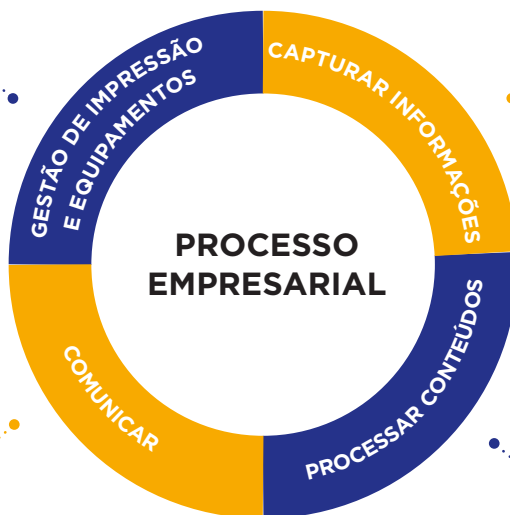 GESTÃO DE IMPRESSÃO
E EQUIPAMENTOS
CAPTURAR INFORMAÇÕES
PROCESSO
EMPRESARIAL
COMUNICAR
PROCESSAR CONTEÚDOS